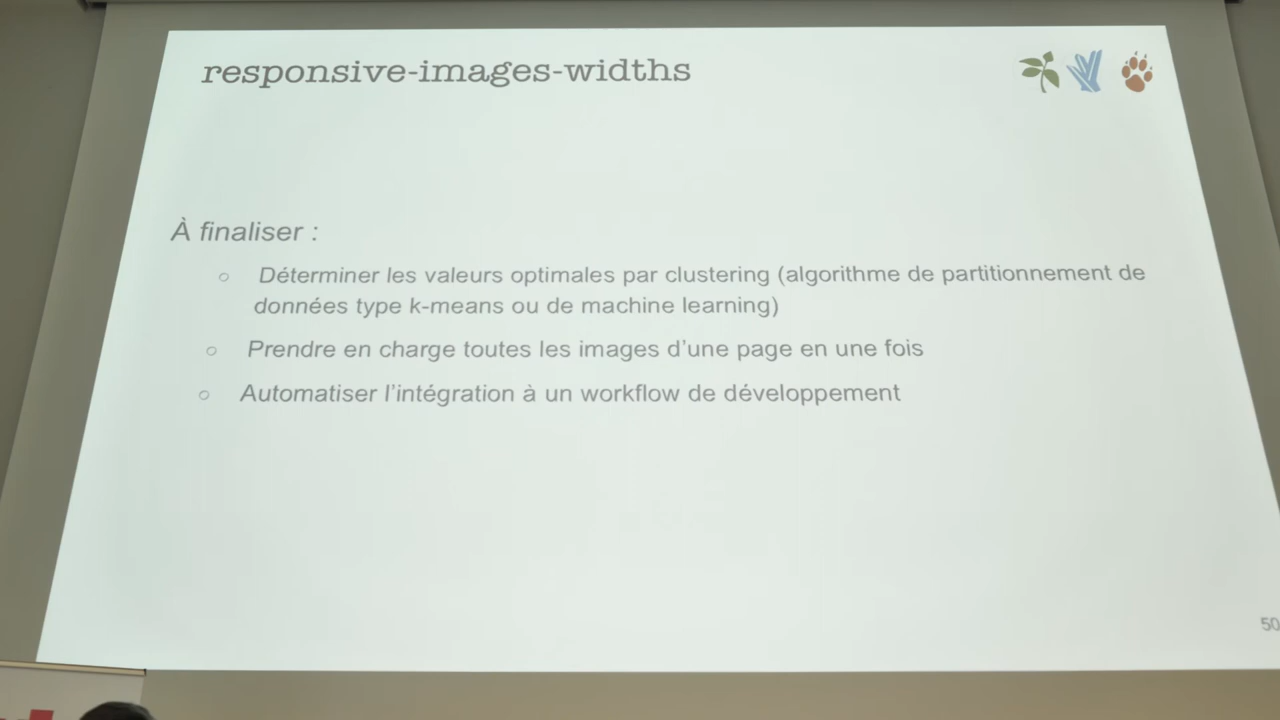 responsive-images-widths
À finaliser :
○ Déterminer les valeurs optimales par clustering (algorithme de partitionnement de
données type k-means ou de machine learning)
○ Prendre en charge toutes les images d'une page en une fois
○ Automatiser l'intégration à un workflow de développement
50